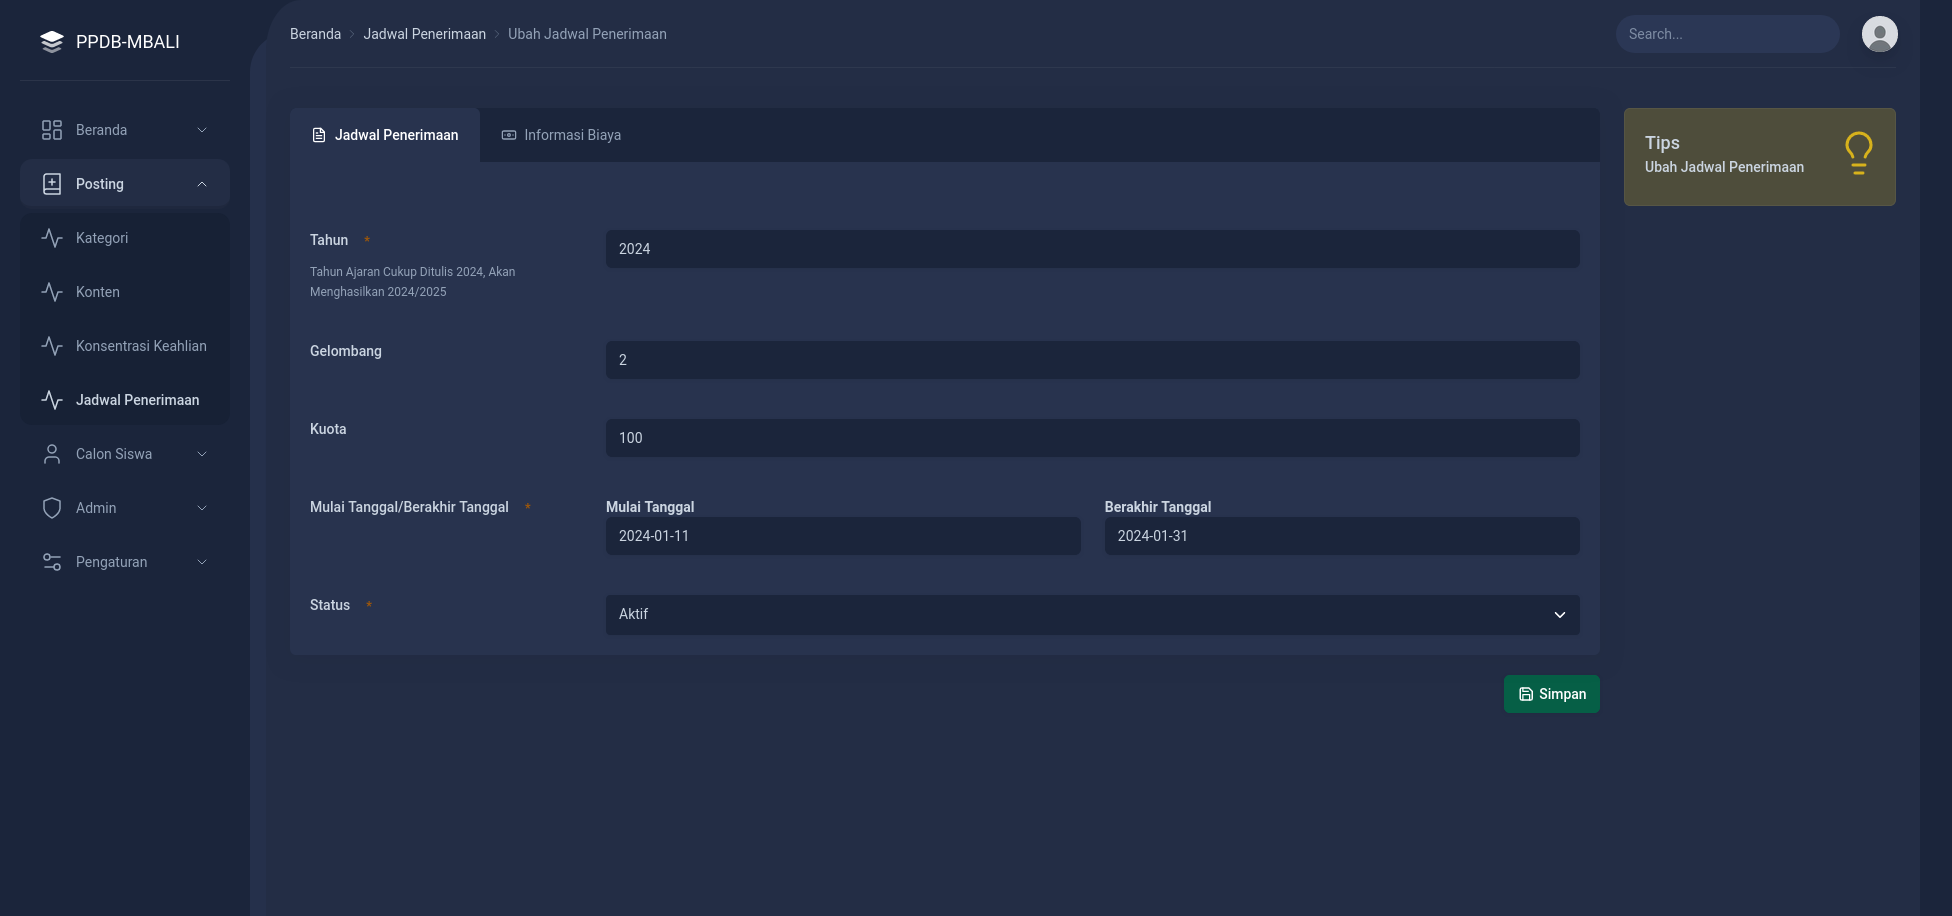 PPDB-MBALI
Beranda
Posting
Kategori
Konten
Konsentrasi Keahlian
Jadwal Penerimaan
Calon Siswa
Admin
Pengaturan
Beranda Jadwal Penerimaan Ubah Jadwal Penerimaan
Search...
Jadwal Penerimaan Informasi Biaya
Tahun *
2024
Tahun Ajaran Cukup Ditulis 2024, Akan
Menghasilkan 2024/2025
Gelombang
2
Kuota
100
Mulai Tanggal/Berakhir Tanggal *
Mulai Tanggal
2024-01-11
Berakhir Tanggal
2024-01-31
Status *
Aktif
Simpan
Tips
Ubah Jadwal Penerimaan